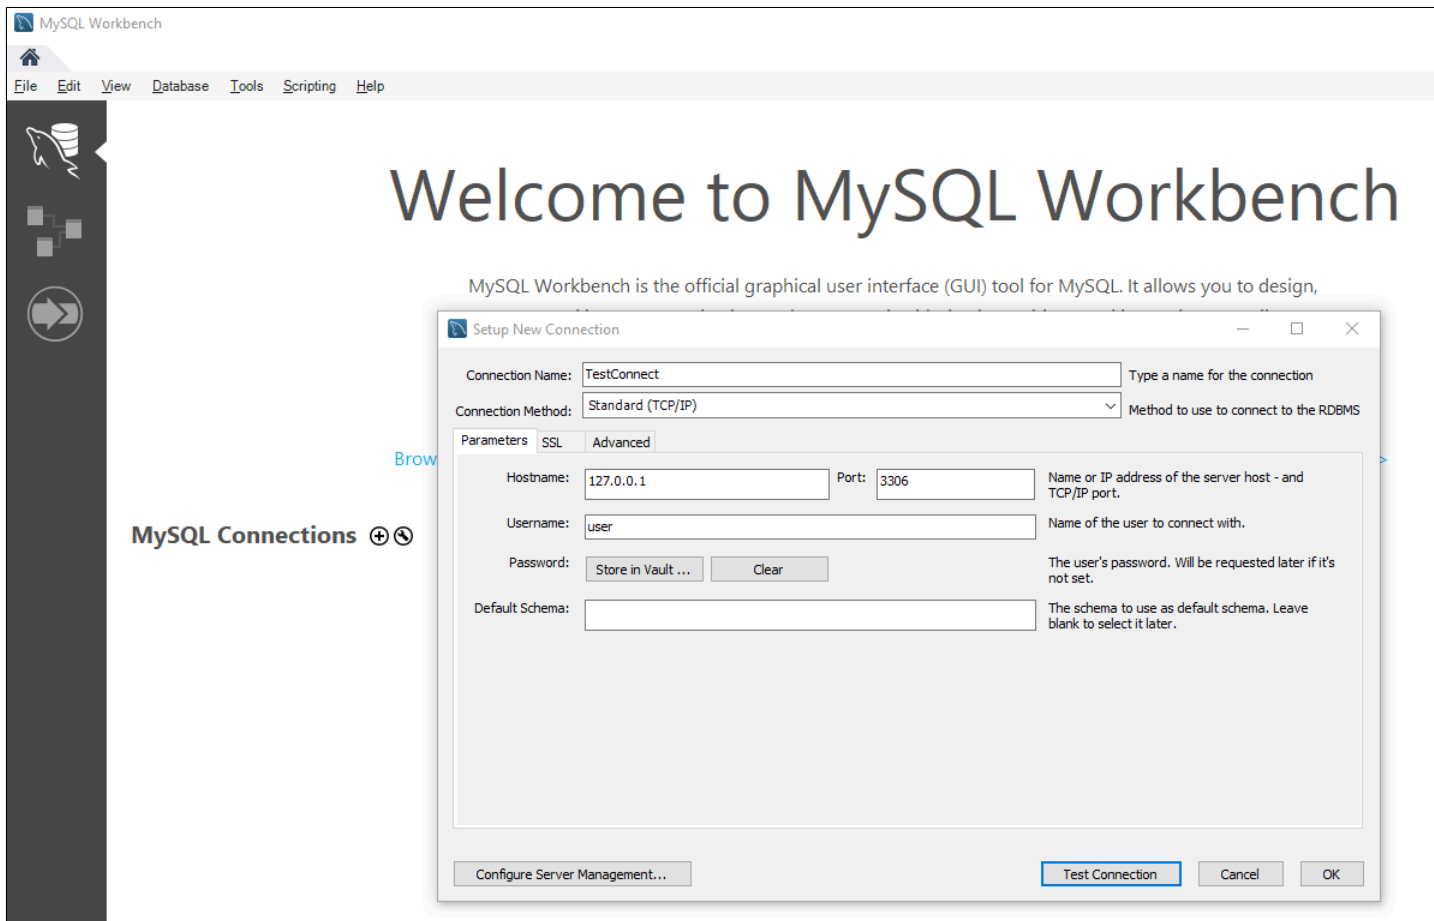 MySQL Workbench
File Edit View Database Tools Scripting Help
Welcome to MySQL Workbench
MySQL Workbench is the official graphical user interface (GUI) tool for MySQL. It allows you to design,
Setup New Connection
Connection Name: TestConnect Type a name for the connection
Connection Method: Standard (TCP/IP) Method to use to connect to the RDBMS
Parameters SSL Advanced
Brow
>
Hostname: 127.0.0.1 Port: 3306 Name or IP address of the server host - and
TCP/IP port.
MySQL Connections
Username: user Name of the user to connect with.
Password: Store in Vault ... Clear The user's password. Will be requested later if it's
not set.
Default Schema: The schema to use as default schema. Leave
blank to select it later.
Configure Server Management... Test Connection Cancel OK